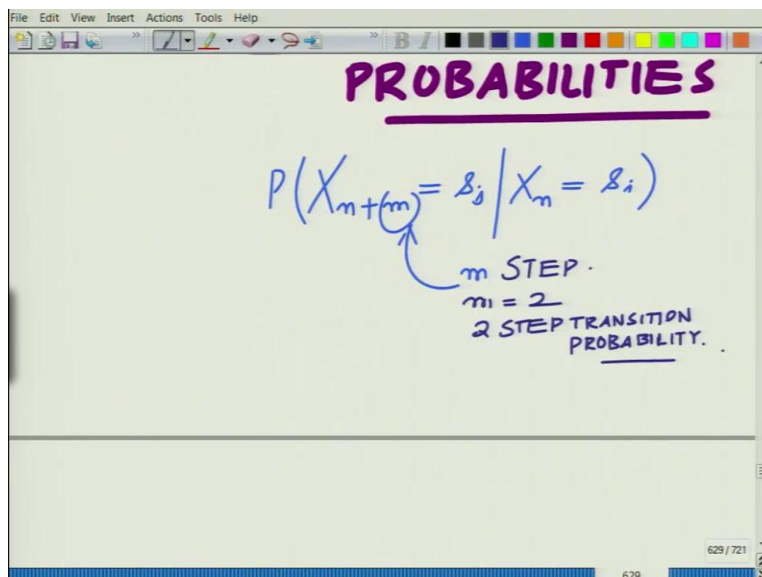 File Edit View Insert Actions Tools Help
» » B I
PROBABILITIES
P(Xₙ₊₍ₘ₎ = sⱼ | Xₙ = sᵢ)
m STEP.
m = 2
2 STEP TRANSITION
PROBABILITY.
629 / 721
629